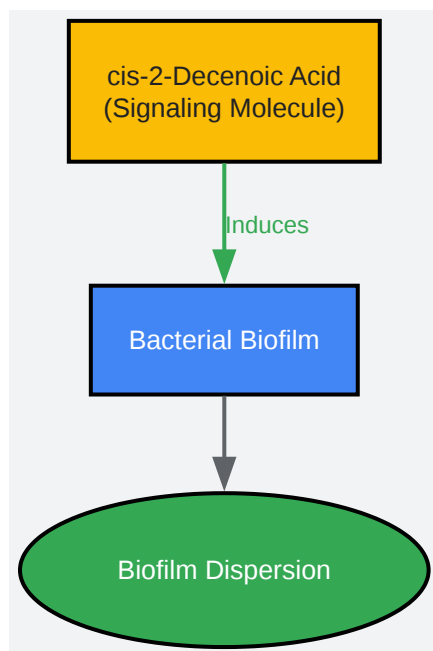 cis-2-Decenoic Acid
(Signaling Molecule)
Induces
Bacterial Biofilm
Biofilm Dispersion